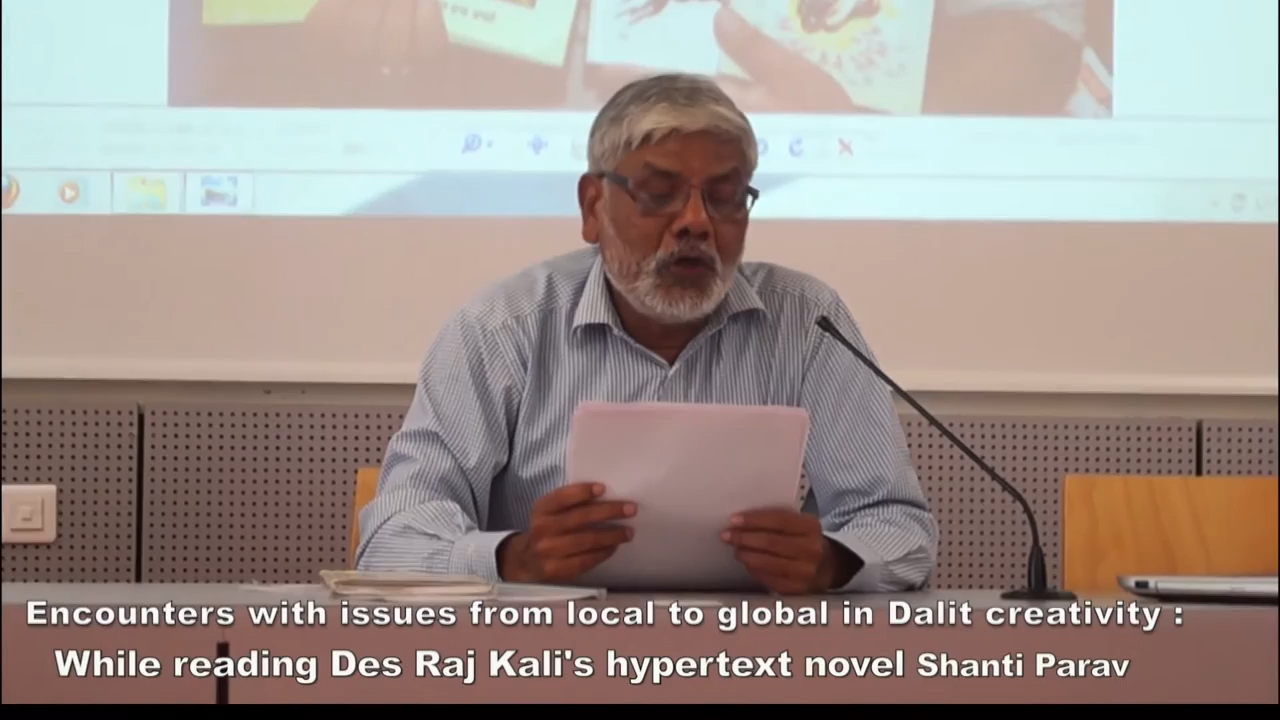 Encounters with issues from local to global in Dalit creativity :
While reading Des Raj Kali's hypertext novel Shanti Parav